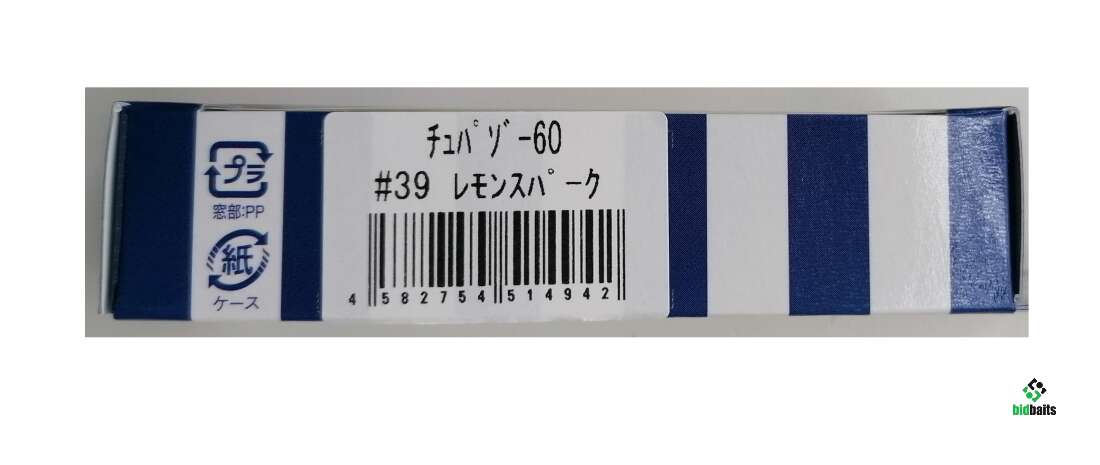 プラ
窓部:PP
紙
ケース
ﾁｭﾊﾟｿﾞｰ60
#39 ﾚﾓﾝｽﾊﾟｰｸ
4 582754 514942
bidbaits